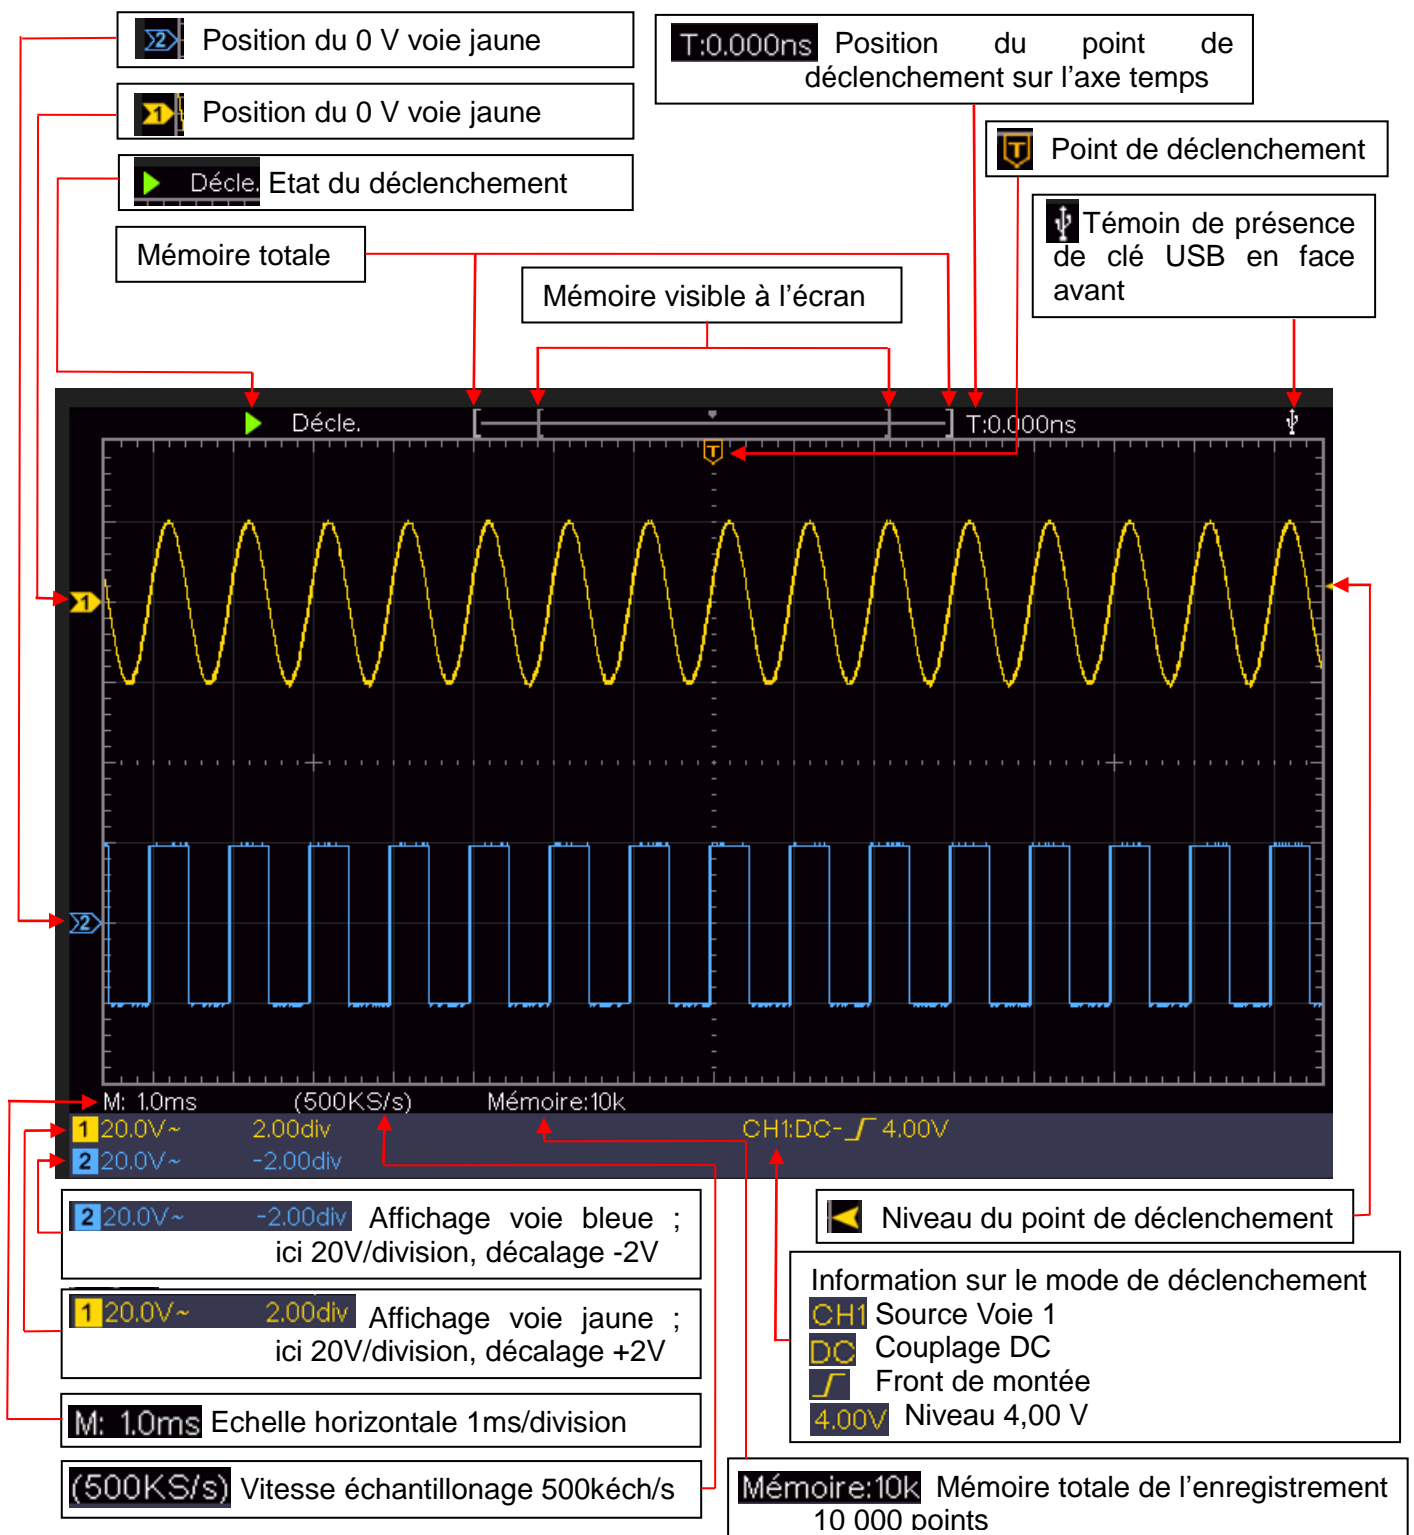 2 Position du 0 V voie jaune
1 Position du 0 V voie jaune
Décle. Etat du déclenchement
Mémoire totale
Mémoire visible à l'écran
T:0.000ns Position du point de
déclenchement sur l'axe temps
T Point de déclenchement
Témoin de présence
de clé USB en face
avant
Décle.
T:0.000ns
T
1
2
M: 1.0ms (500KS/s) Mémoire:10k
1 20.0V~ 2.00div CH1:DC- 4.00V
2 20.0V~ -2.00div
2 20.0V~ -2.00div Affichage voie bleue ;
ici 20V/division, décalage -2V
1 20.0V~ 2.00div Affichage voie jaune ;
ici 20V/division, décalage +2V
M: 1.0ms Echelle horizontale 1ms/division
(500KS/s) Vitesse échantillonage 500kéch/s
Niveau du point de déclenchement
Information sur le mode de déclenchement
CH1 Source Voie 1
DC Couplage DC
Front de montée
4.00V Niveau 4,00 V
Mémoire:10k Mémoire totale de l'enregistrement
10 000 points